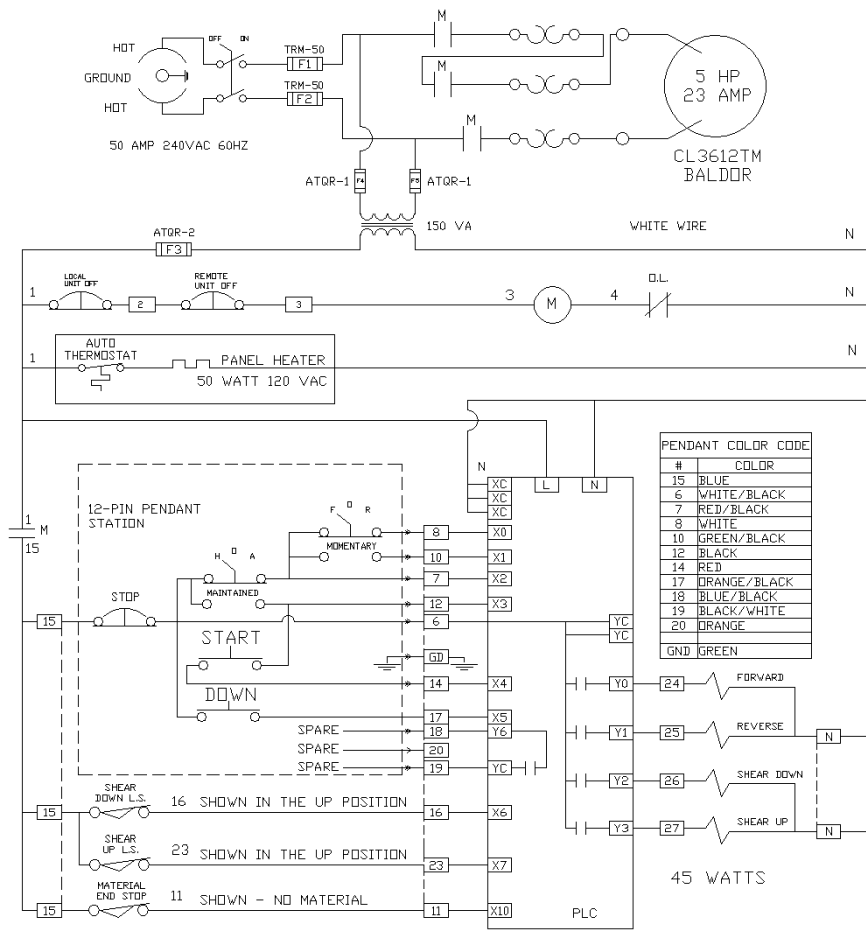 M
OFF ON
TRM-50
HOT
F1
GROUND
M
5 HP
TRM-50
23 AMP
HOT
F2
M
50 AMP 240VAC 60HZ
CL3612TM
BALDOR
ATQR-1 F4 F5 ATQR-1
150 VA
WHITE WIRE
ATQR-2
N
F3
LOCAL UNIT OFF
REMOTE UNIT OFF
O.L.
1 2 3 3 M 4 N
AUTO THERMOSTAT
1 PANEL HEATER N
50 WATT 120 VAC
PENDANT COLOR CODE
# COLOR
15 BLUE
6 WHITE/BLACK
7 RED/BLACK
8 WHITE
10 GREEN/BLACK
12 BLACK
14 RED
17 ORANGE/BLACK
18 BLUE/BLACK
19 BLACK/WHITE
20 ORANGE
GND GREEN
N XC L N
XC
XC
12-PIN PENDANT
STATION
1 M
15
F O R
8 X0
MOMENTARY
10 X1
H O A
7 X2
MAINTAINED
12 X3
STOP
15 6 YC
YC
START
GD
14 X4
Y0 24 FORWARD
DOWN
17 X5
SPARE 18 Y6
Y1 25 REVERSE N
SPARE 20
SPARE 19 YC
Y2 26 SHEAR DOWN
SHEAR
DOWN L.S.
15 16 SHOWN IN THE UP POSITION 16 X6
Y3 27 SHEAR UP N
SHEAR
UP L.S.
23 SHOWN IN THE UP POSITION 23 X7
45 WATTS
MATERIAL
END STOP
15 11 SHOWN - NO MATERIAL 11 X10
PLC